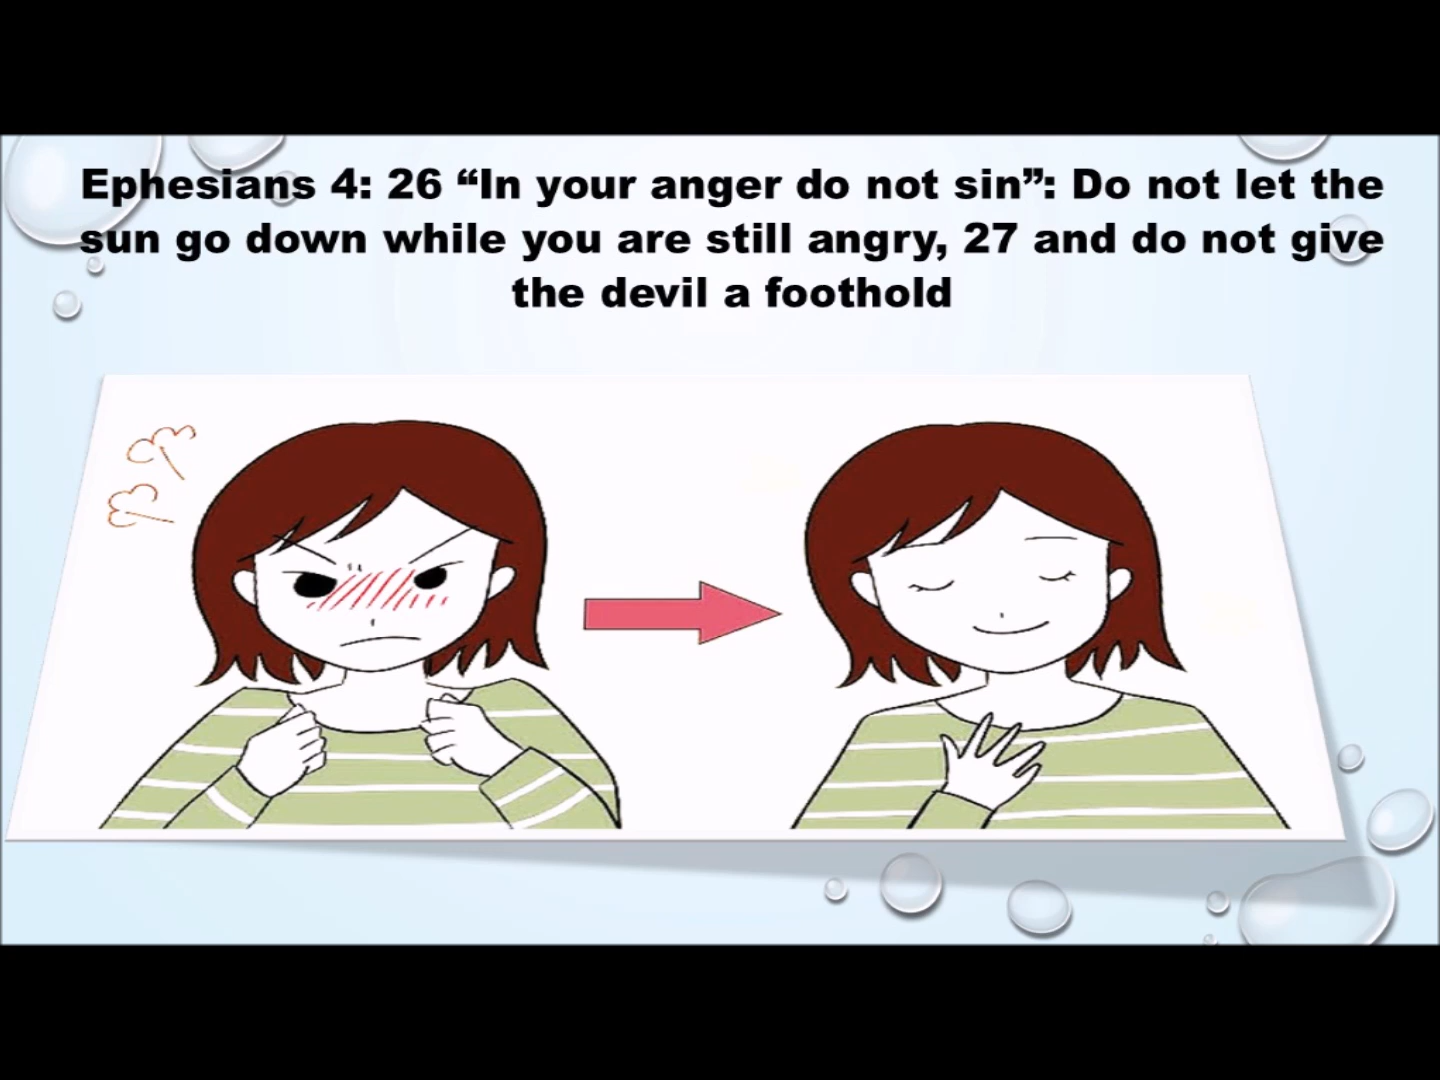 Ephesians 4: 26 “In your anger do not sin”: Do not let the
sun go down while you are still angry, 27 and do not give
the devil a foothold